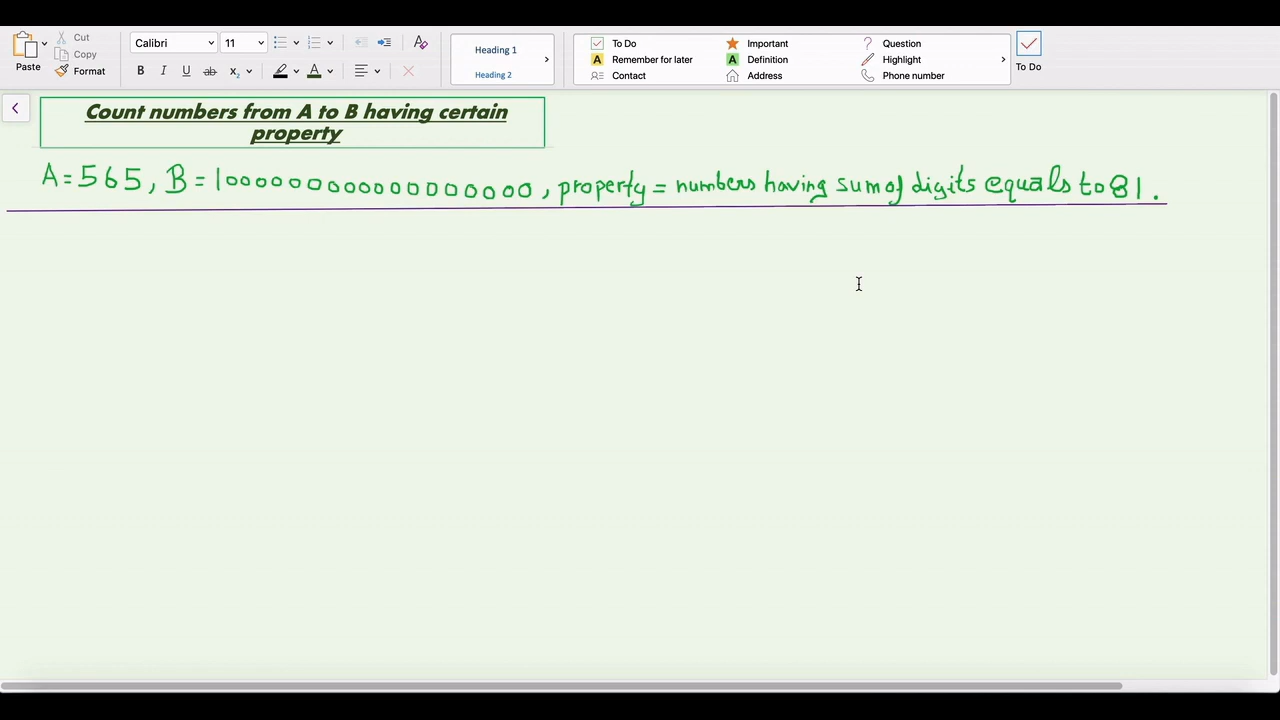 Cut
Copy
Paste
Format
Calibri
11
B I U ab x₂ A
Heading 1
Heading 2
To Do
Important
Question
Remember for later
Definition
Highlight
Contact
Address
Phone number
To Do
Count numbers from A to B having certain
property
A=565, B=1000000000000000000, property = numbers having sum of digits equals to 81.